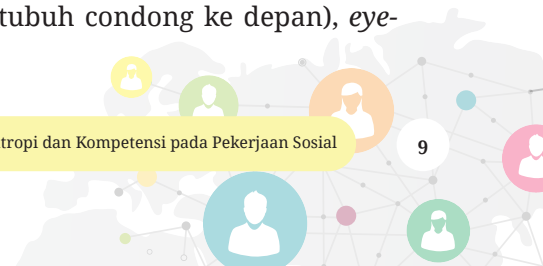 tubuh condong ke depan), eye-
tropi dan Kompetensi pada Pekerjaan Sosial
9